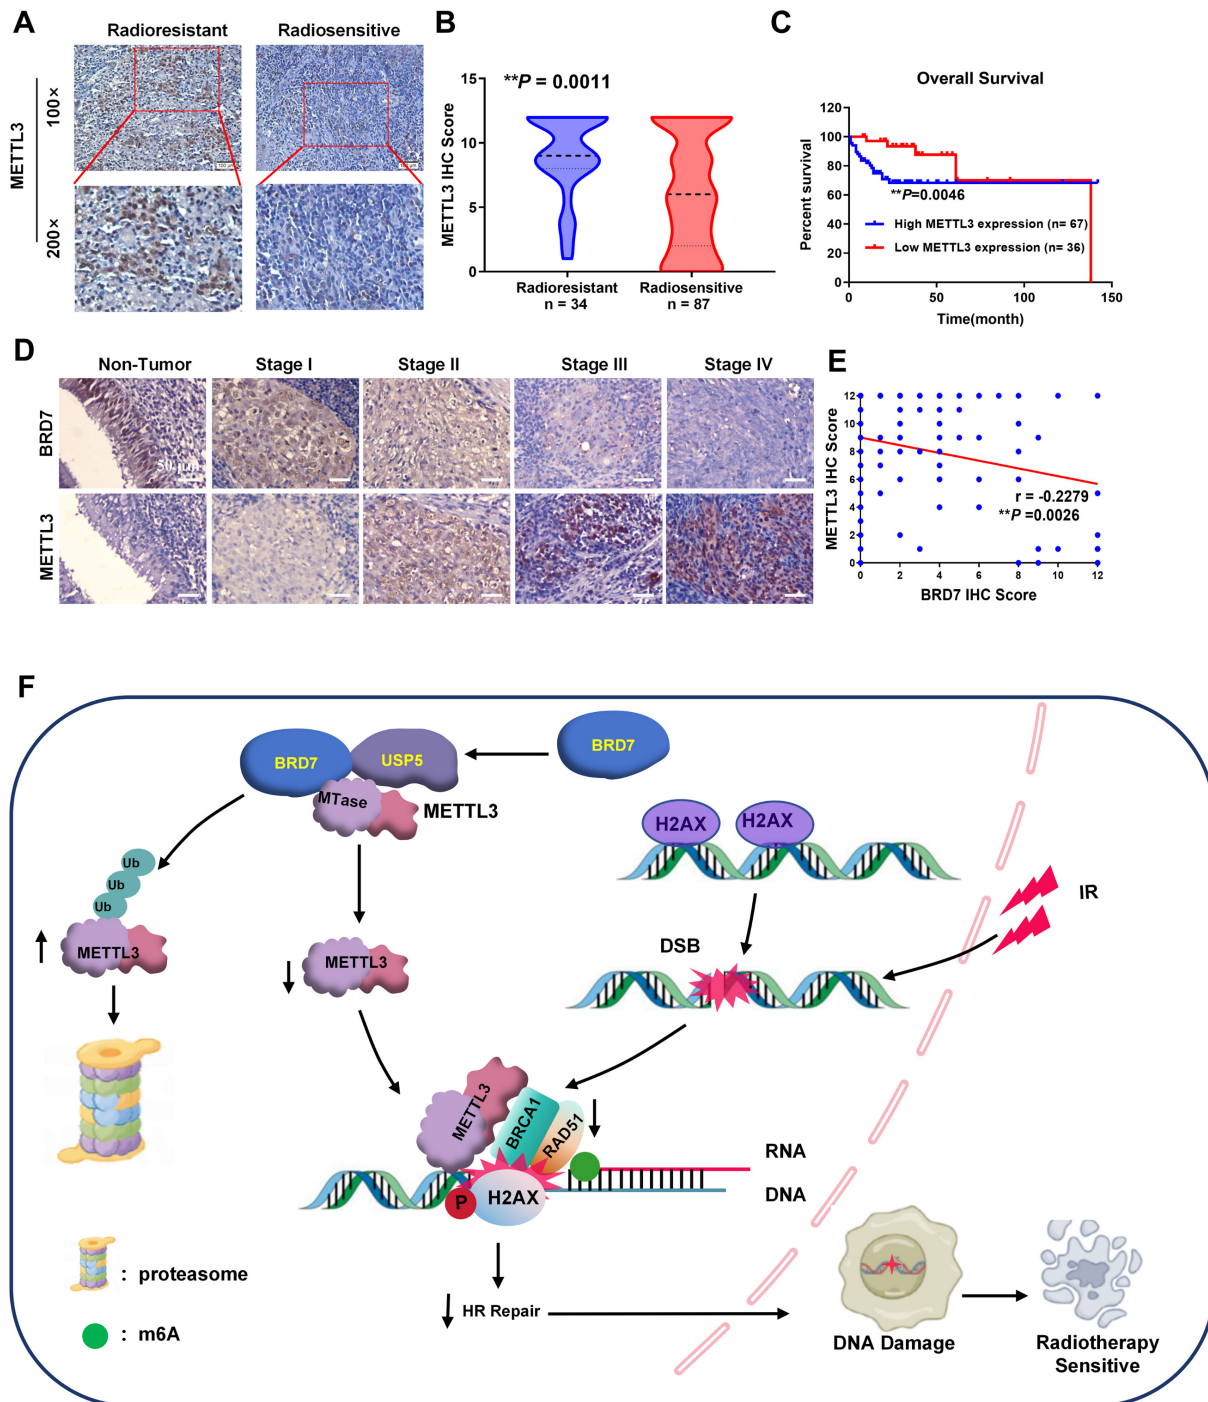 A
Radioresistant
Radiosensitive
METTL3
100×
200×
100 µm
B
**P = 0.0011
METTL3 IHC Score
15
10
5
0
Radioresistant
n = 34
Radiosensitive
n = 87
C
Overall Survival
Percent survival
120
100
80
60
40
20
0
**P=0.0046
High METTL3 expression (n= 67)
Low METTL3 expression (n= 36)
0
50
100
150
Time(month)
D
Non-Tumor
Stage I
Stage II
Stage III
Stage IV
BRD7
50 µm
METTL3
E
METTL3 IHC Score
12
10
8
6
4
2
0
r = -0.2279
**P =0.0026
0
2
4
6
8
10
12
BRD7 IHC Score
F
BRD7
USP5
BRD7
MTase
METTL3
H2AX
H2AX
Ub
Ub
Ub
METTL3
METTL3
DSB
IR
METTL3
BRCA1
RAD51
RNA
DNA
P
H2AX
: proteasome
: m6A
HR Repair
DNA Damage
Radiotherapy
Sensitive